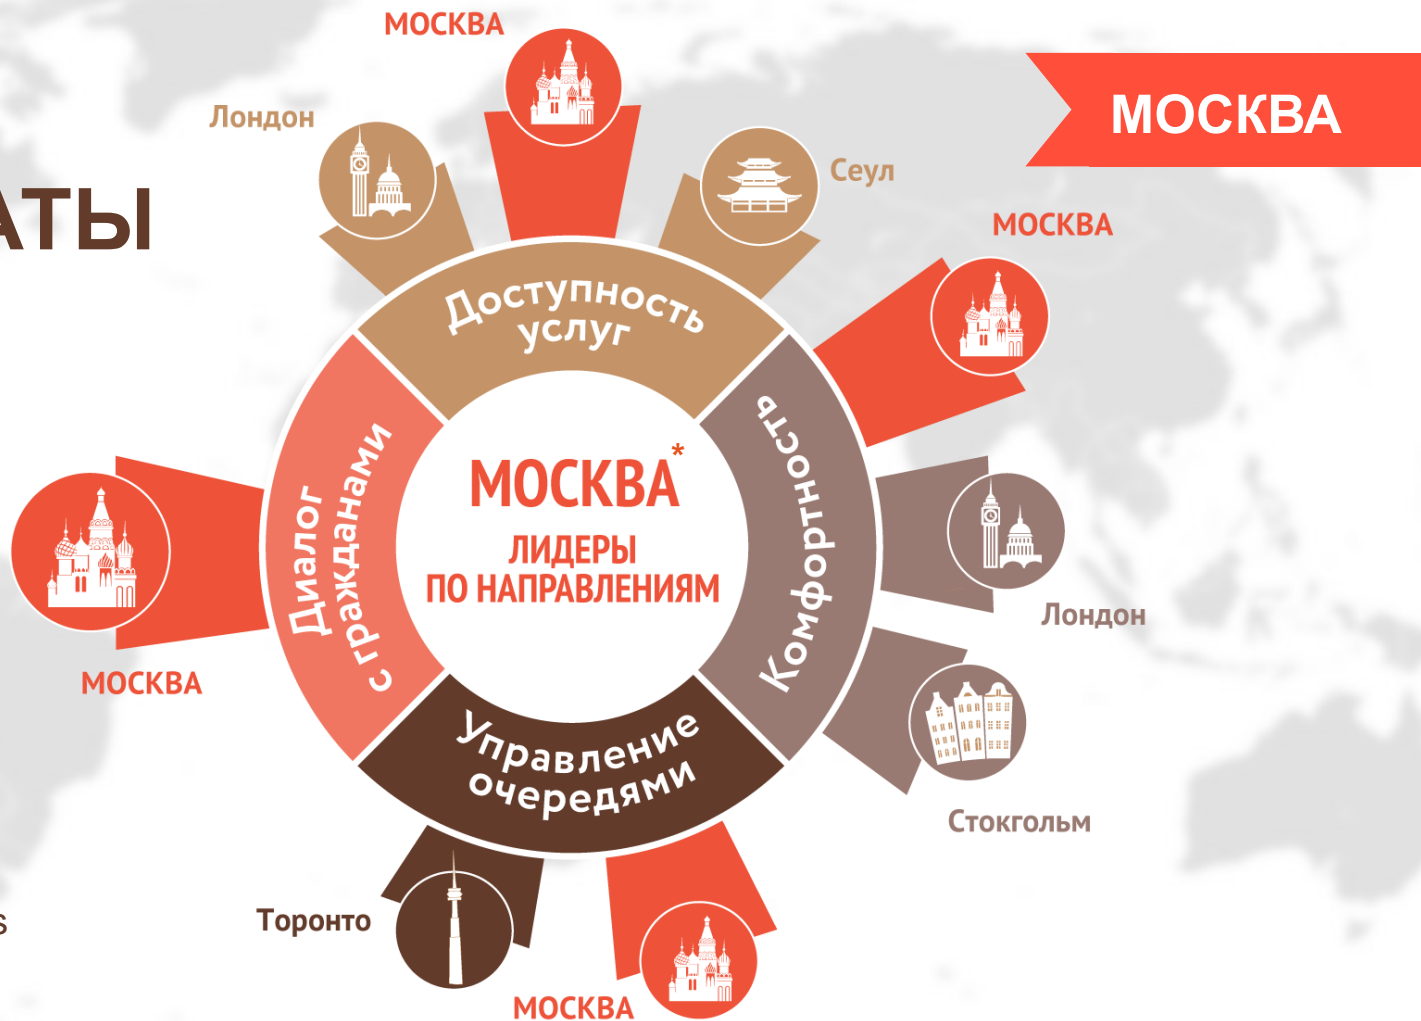 МОСКВА
МОСКВА
Лондон
Сеул
АТЫ
МОСКВА
Доступность
услуг
Диалог
с гражданами
МОСКВА*
ЛИДЕРЫ
ПО НАПРАВЛЕНИЯМ
Комфортность
Лондон
МОСКВА
Управление
очередями
Стокгольм
Торонто
s
МОСКВА